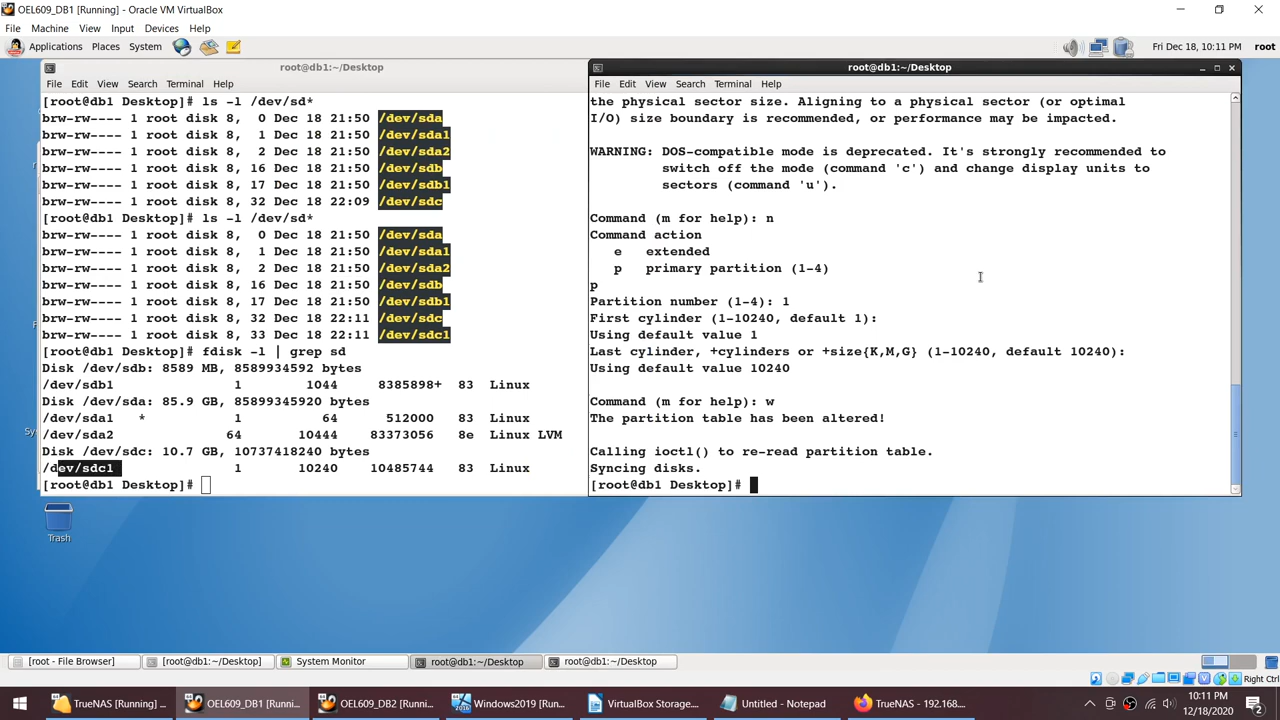 OEL609_DB1 [Running] - Oracle VM VirtualBox
File Machine View Input Devices Help
Applications Places System
Fri Dec 18, 10:11 PM root
root@db1:~/Desktop
File Edit View Search Terminal Help
[root@db1 Desktop]# ls -l /dev/sd*
brw-rw---- 1 root disk 8, 0 Dec 18 21:50 /dev/sda
brw-rw---- 1 root disk 8, 1 Dec 18 21:50 /dev/sda1
brw-rw---- 1 root disk 8, 2 Dec 18 21:50 /dev/sda2
brw-rw---- 1 root disk 8, 16 Dec 18 21:50 /dev/sdb
brw-rw---- 1 root disk 8, 17 Dec 18 21:50 /dev/sdb1
brw-rw---- 1 root disk 8, 32 Dec 18 22:09 /dev/sdc
[root@db1 Desktop]# ls -l /dev/sd*
brw-rw---- 1 root disk 8, 0 Dec 18 21:50 /dev/sda
brw-rw---- 1 root disk 8, 1 Dec 18 21:50 /dev/sda1
brw-rw---- 1 root disk 8, 2 Dec 18 21:50 /dev/sda2
brw-rw---- 1 root disk 8, 16 Dec 18 21:50 /dev/sdb
brw-rw---- 1 root disk 8, 17 Dec 18 21:50 /dev/sdb1
brw-rw---- 1 root disk 8, 32 Dec 18 22:11 /dev/sdc
brw-rw---- 1 root disk 8, 33 Dec 18 22:11 /dev/sdc1
[root@db1 Desktop]# fdisk -l | grep sd
Disk /dev/sdb: 8589 MB, 8589934592 bytes
/dev/sdb1 1 1044 8385898+ 83 Linux
Disk /dev/sda: 85.9 GB, 85899345920 bytes
/dev/sda1 * 1 64 512000 83 Linux
/dev/sda2 64 10444 83373056 8e Linux LVM
Disk /dev/sdc: 10.7 GB, 10737418240 bytes
/dev/sdc1 1 10240 10485744 83 Linux
[root@db1 Desktop]#
root@db1:~/Desktop
File Edit View Search Terminal Help
the physical sector size. Aligning to a physical sector (or optimal
I/O) size boundary is recommended, or performance may be impacted.
WARNING: DOS-compatible mode is deprecated. It's strongly recommended to
switch off the mode (command 'c') and change display units to
sectors (command 'u').
Command (m for help): n
Command action
e extended
p primary partition (1-4)
p
Partition number (1-4): 1
First cylinder (1-10240, default 1):
Using default value 1
Last cylinder, +cylinders or +size{K,M,G} (1-10240, default 10240):
Using default value 10240
Command (m for help): w
The partition table has been altered!
Calling ioctl() to re-read partition table.
Syncing disks.
[root@db1 Desktop]#
Trash
[root - File Browser] [root@db1:~/Desktop] System Monitor root@db1:~/Desktop root@db1:~/Desktop
Right Ctrl
TrueNAS [Running] ... OEL609_DB1 [Runni... OEL609_DB2 [Runni... Windows2019 [Runn... VirtualBox Storage.... Untitled - Notepad TrueNAS - 192.168....
10:11 PM
12/18/2020
2